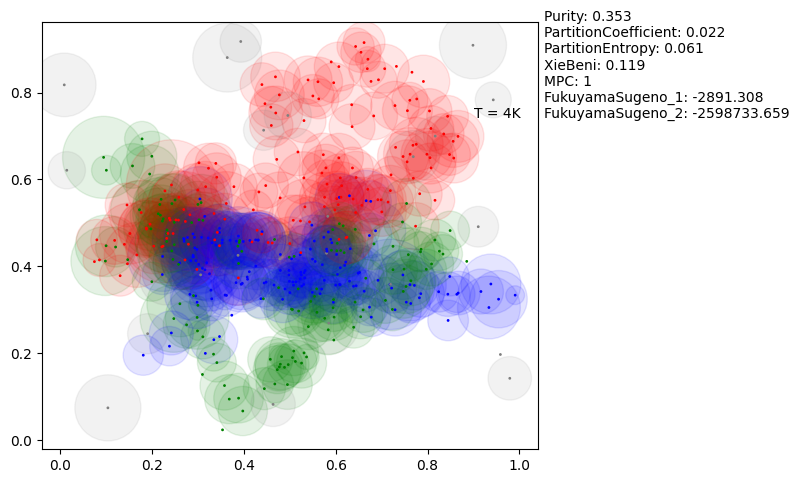 Purity: 0.353
PartitionCoefficient: 0.022
PartitionEntropy: 0.061
XieBeni: 0.119
MPC: 1
FukuyamaSugeno_1: -2891.308
FukuyamaSugeno_2: -2598733.659
T = 4K
0.8
0.6
0.4
0.2
0.0
0.0 0.2 0.4 0.6 0.8 1.0